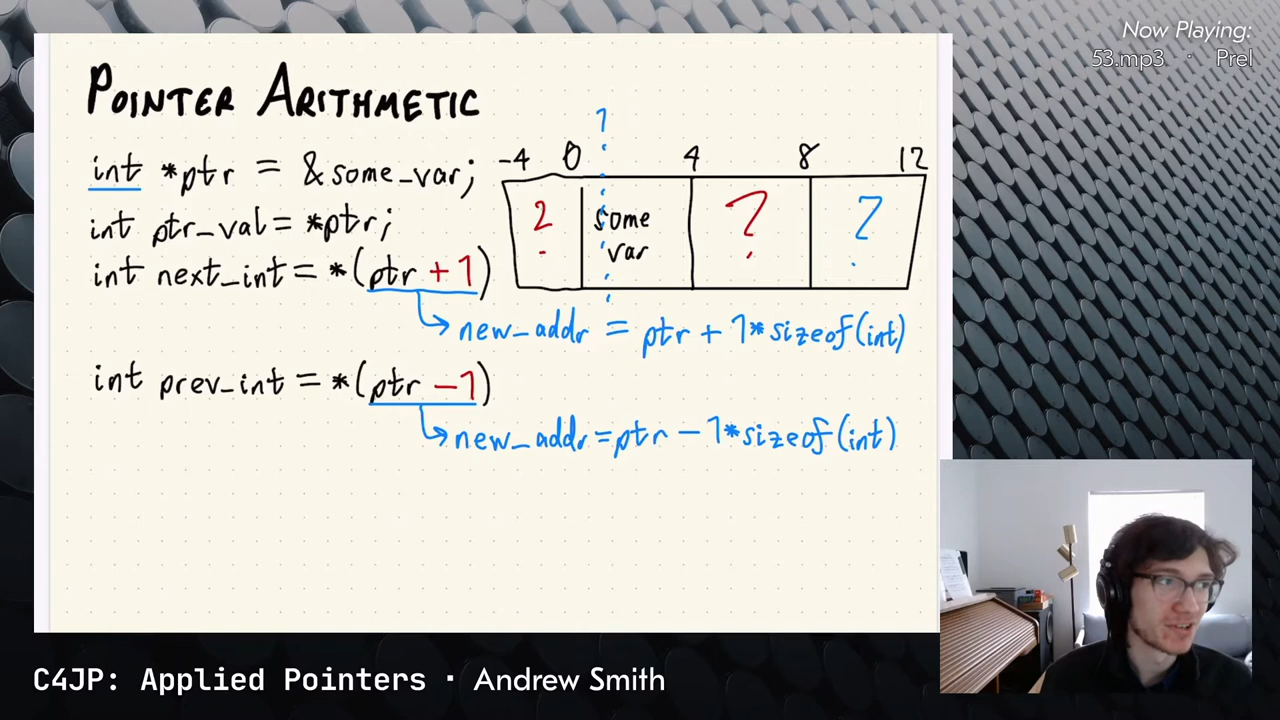 Now Playing:
53.mp3 · Prel
POINTER ARITHMETIC
int *ptr = &some_var;
int ptr_val = *ptr;
int next_int = *(ptr + 1)
new_addr = ptr + 1*sizeof(int)
int prev_int = *(ptr - 1)
new_addr = ptr - 1*sizeof(int)
1
-4 0 4 8 12
? some var ? ?
C4JP: Applied Pointers · Andrew Smith